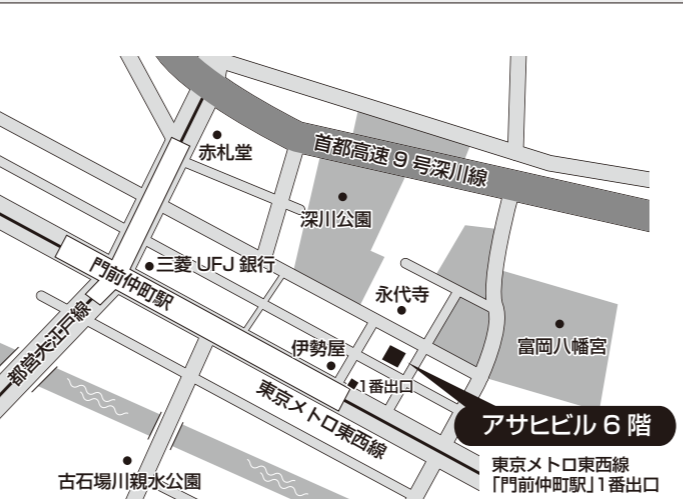 赤札堂
首都高速9号深川線
深川公園
三菱UFJ銀行
門前仲町駅
永代寺
都営大江戸線
伊勢屋
富岡八幡宮
1番出口
東京メトロ東西線
アサヒビル6階
古石場川親水公園
東京メトロ東西線
「門前仲町駅」1番出口